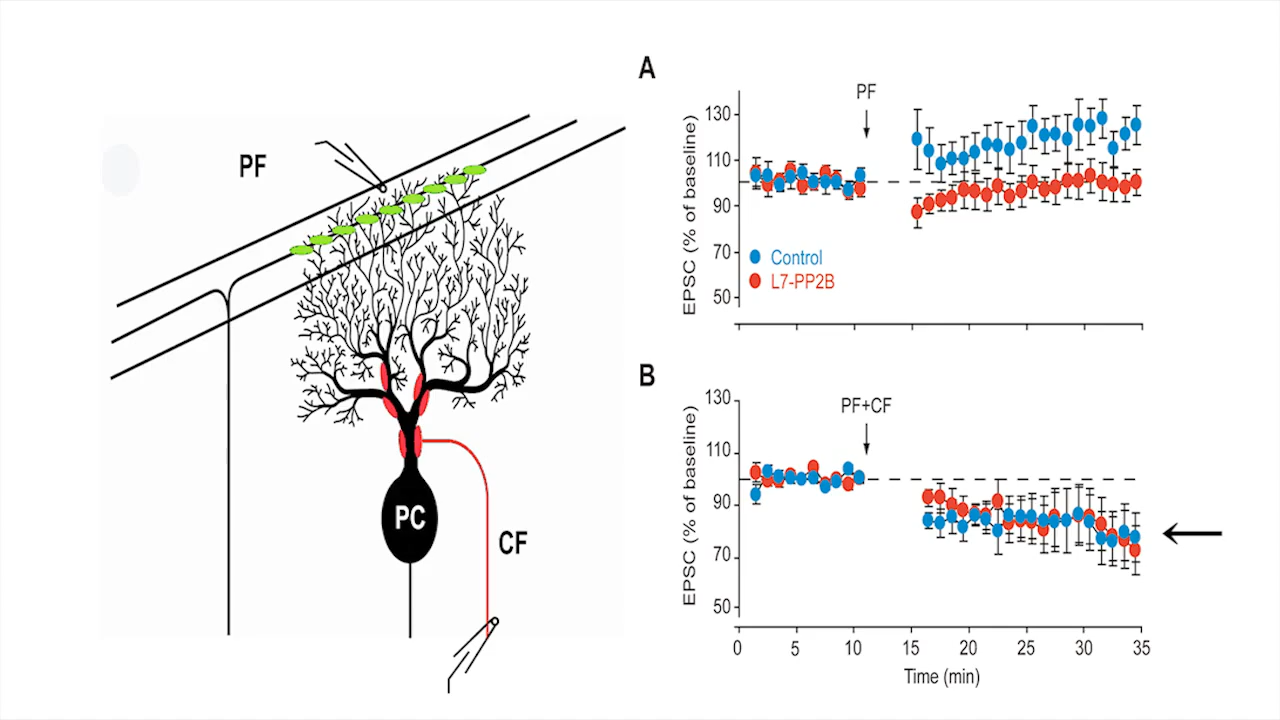 PF
PC
CF
A
PF
EPSC (% of baseline)
130
110
90
70
50
Control
L7-PP2B
B
PF+CF
EPSC (% of baseline)
130
110
90
70
50
0 5 10 15 20 25 30 35
Time (min)